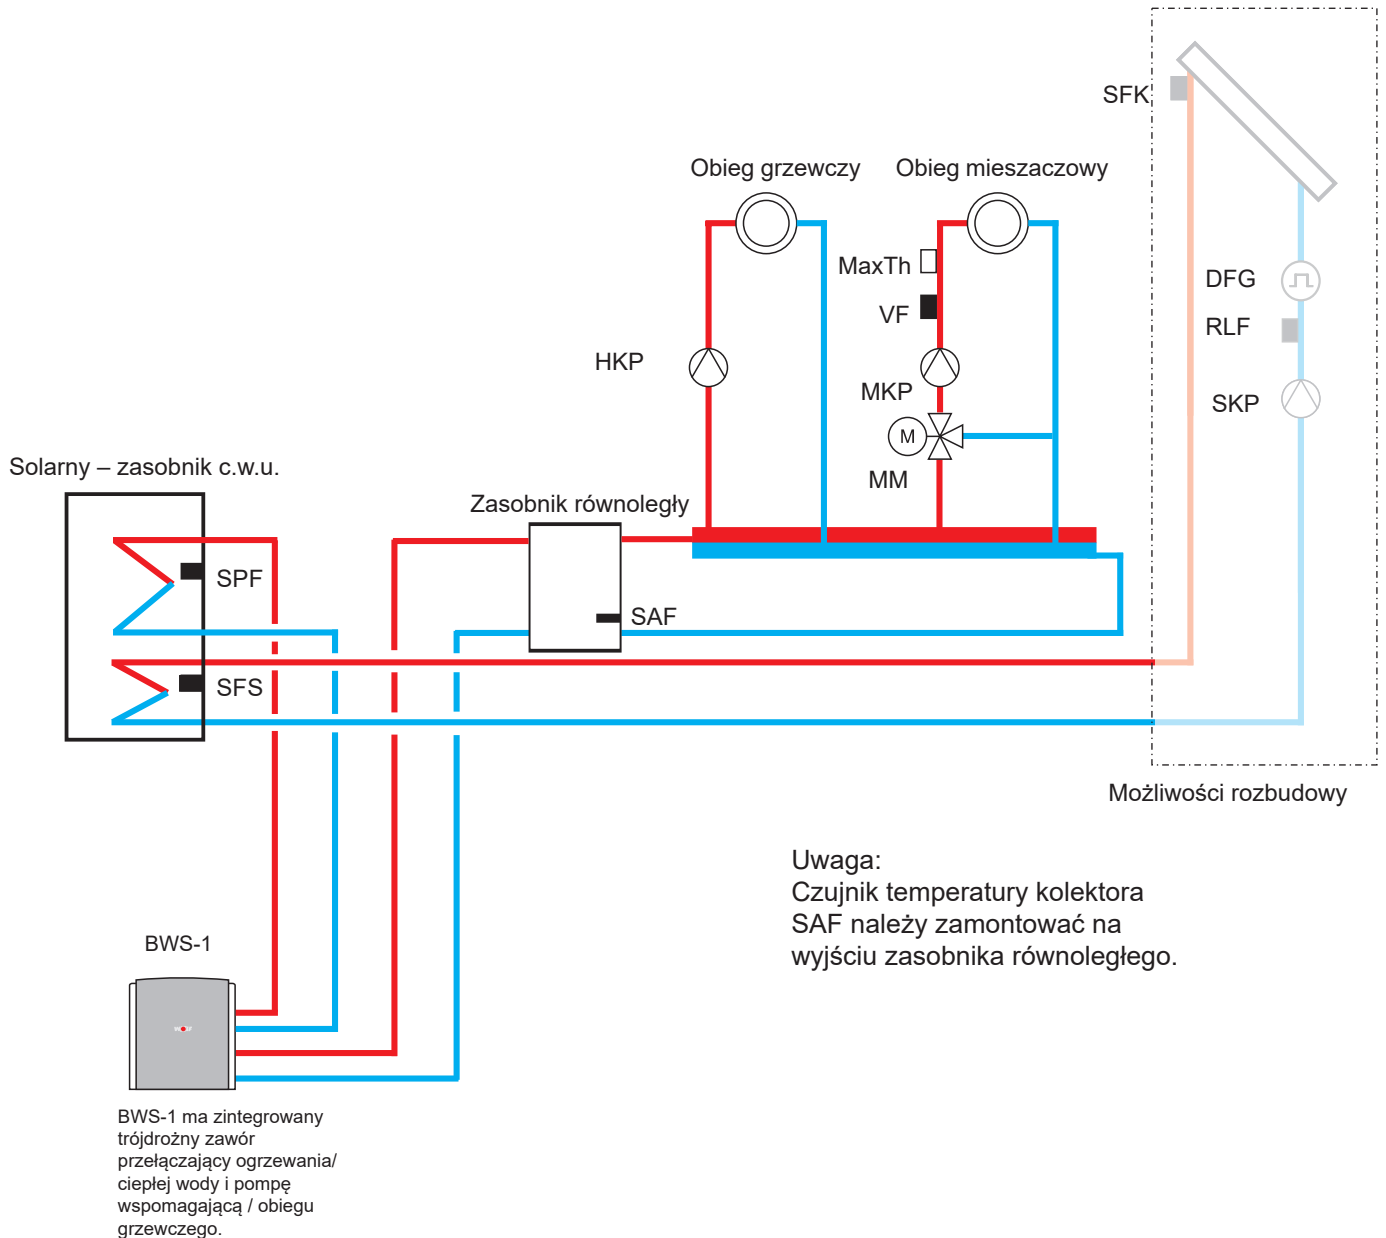 SFK
Obieg grzewczy
Obieg mieszaczowy
MaxTh
VF
DFG
RLF
HKP
MKP
SKP
M
MM
Solarny – zasobnik c.w.u.
Zasobnik równoległy
SPF
SAF
SFS
Możliwości rozbudowy
Uwaga:
Czujnik temperatury kolektora
SAF należy zamontować na
wyjściu zasobnika równoległego.
BWS-1
BWS-1 ma zintegrowany
trójdrożny zawór
przełączający ogrzewania/
ciepłej wody i pompę
wspomagającą / obiegu
grzewczego.